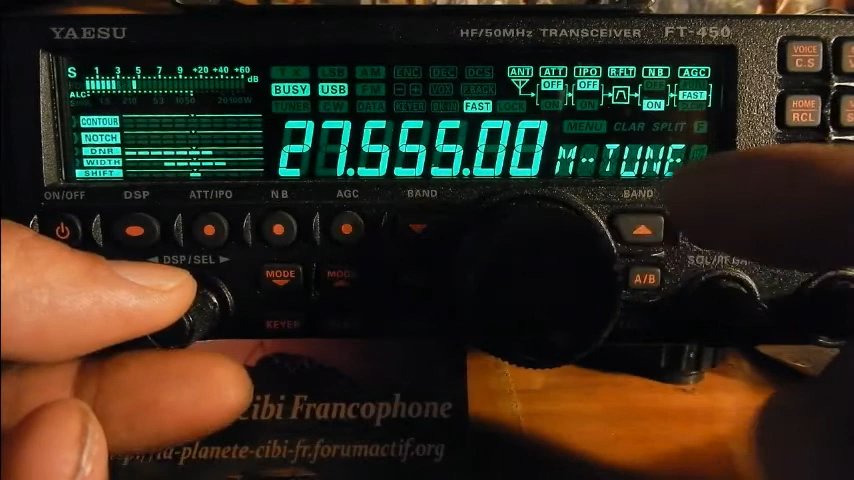 YAESU HF/50MHz TRANSCEIVER FT-450
S 1 3 5 7 9 +20 +40 +60 dB
TX LSB AM ENC DEC DCS ANT ATT IPO R.FLT NB AGC
ALC
BUSY USB FM VOX P.BACK OFF OFF FAST
TUNER CW DATA KEYER BK-IN FAST LOCK ON ON ON
CONTOUR MENU CLAR SPLIT
NOTCH
DNR 27.555.00 M-TUNE
WIDTH
SHIFT
VOICE C.S
HOME RCL
ON/OFF DSP ATT/IPO NB AGC BAND BAND
DSP/SEL
MODE MODE A/B
KEYER
Cibi Francophone
-planete-cibi-fr.forumactif.org